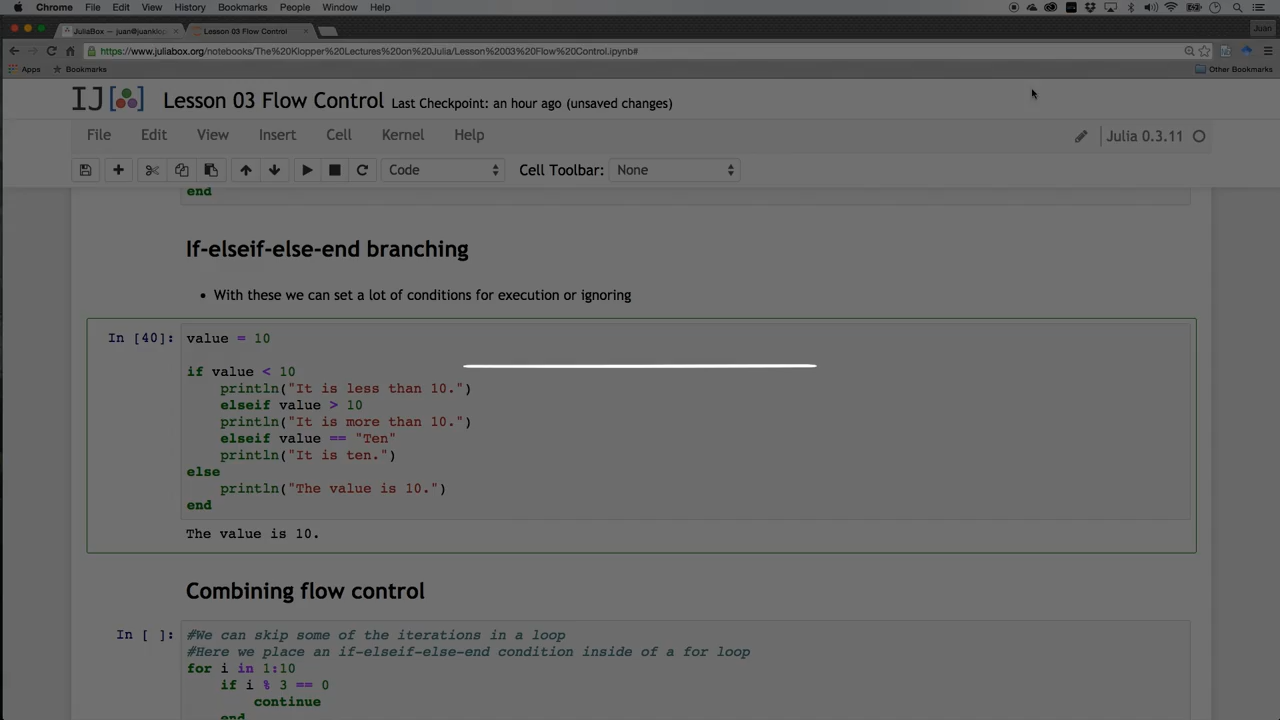 Chrome File Edit View History Bookmarks People Window Help
JuliaBox — juan@juanklop × Lesson 03 Flow Control ×
Juan
https://www.juliabox.org/notebooks/The%20Klopper%20Lectures%20on%20Julia/Lesson%2003%20Flow%20Control.ipynb#
Apps Bookmarks Other Bookmarks
IJ[ ] Lesson 03 Flow Control Last Checkpoint: an hour ago (unsaved changes)
File Edit View Insert Cell Kernel Help Julia 0.3.11
Code Cell Toolbar: None
end
If-elseif-else-end branching
• With these we can set a lot of conditions for execution or ignoring
In [40]: value = 10
if value < 10
println("It is less than 10.")
elseif value > 10
println("It is more than 10.")
elseif value == "Ten"
println("It is ten.")
else
println("The value is 10.")
end
The value is 10.
Combining flow control
In [ ]: #We can skip some of the iterations in a loop
#Here we place an if-elseif-else-end condition inside of a for loop
for i in 1:10
if i % 3 == 0
continue
end